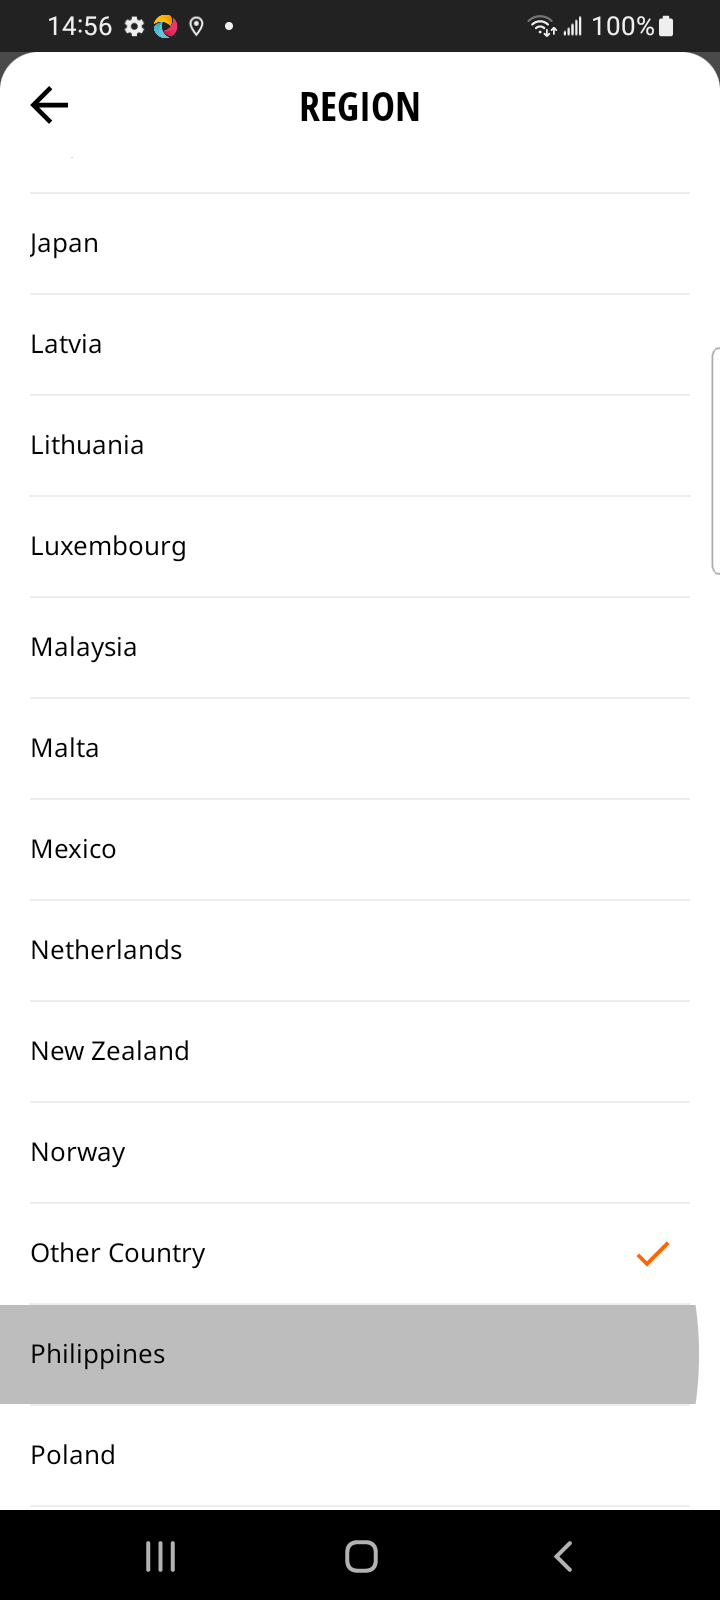 14:56
100%
REGION
Japan
Latvia
Lithuania
Luxembourg
Malaysia
Malta
Mexico
Netherlands
New Zealand
Norway
Other Country
Philippines
Poland